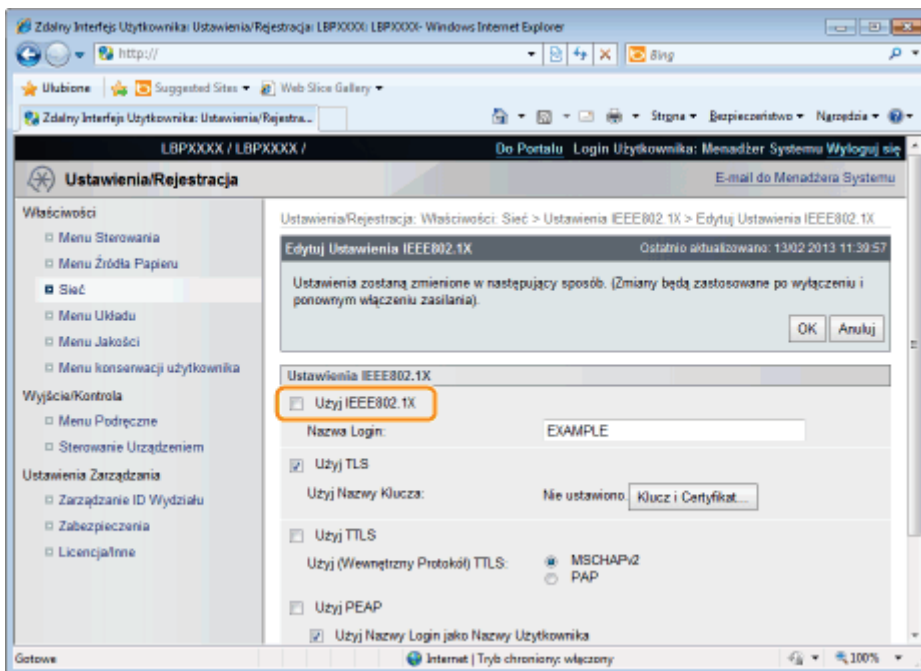 Zdalny Interfejs Użytkownika: Ustawienia/Rejestracja: LBPXXXX: LBPXXXX- Windows Internet Explorer
http://
Bing
Ulubione Suggested Sites Web Slice Gallery
Zdalny Interfejs Użytkownika: Ustawienia/Rejestra... Strona Bezpieczeństwo Narzędzia
LBPXXXX / LBPXXXX / Do Portalu Login Użytkownika: Menadżer Systemu Wyloguj się
Ustawienia/Rejestracja E-mail do Menadżera Systemu
Właściwości
Menu Sterowania
Menu Źródła Papieru
Sieć
Menu Układu
Menu Jakości
Menu konserwacji użytkownika
Wyjście/Kontrola
Menu Podręczne
Sterowanie Urządzeniem
Ustawienia Zarządzania
Zarządzanie ID Wydziału
Zabezpieczenia
Licencja/Inne
Ustawienia/Rejestracja: Właściwości: Sieć > Ustawienia IEEE802.1X > Edytuj Ustawienia IEEE802.1X
Edytuj Ustawienia IEEE802.1X Ostatnio aktualizowano: 13/02 2013 11:39:57
Ustawienia zostaną zmienione w następujący sposób. (Zmiany będą zastosowane po wyłączeniu i
ponownym włączeniu zasilania).
OK Anuluj
Ustawienia IEEE802.1X
Użyj IEEE802.1X
Nazwa Login: EXAMPLE
Użyj TLS
Użyj Nazwy Klucza: Nie ustawiono. Klucz i Certyfikat...
Użyj TTLS
Użyj (Wewnętrzny Protokół) TTLS: MSCHAPv2
PAP
Użyj PEAP
Użyj Nazwy Login jako Nazwy Użytkownika
Gotowe Internet | Tryb chroniony: włączony 100%